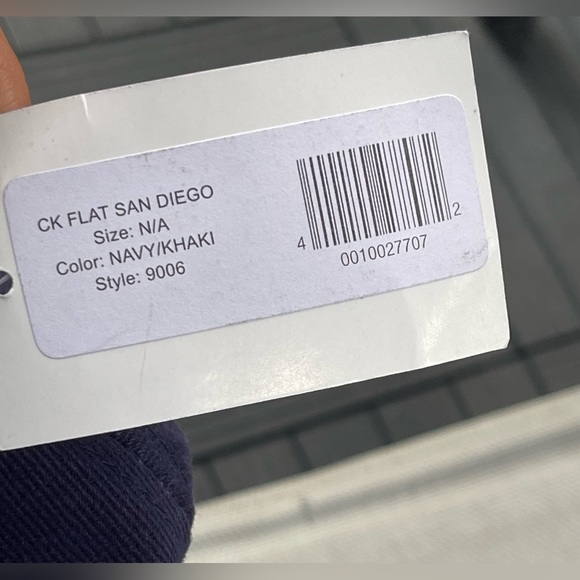 CK FLAT SAN DIEGO
Size: N/A
Color: NAVY/KHAKI
Style: 9006
4 0010027707 2